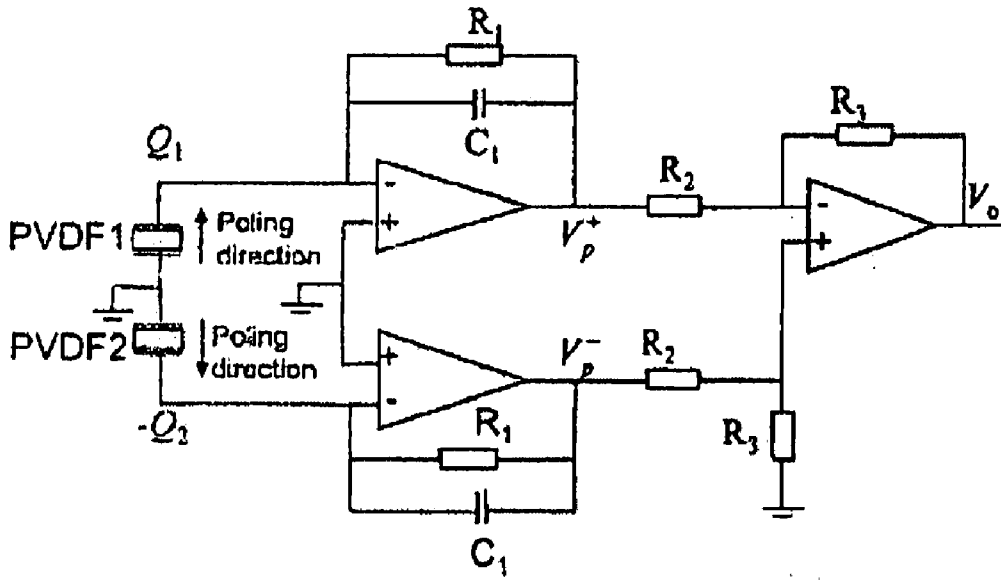 R₁
C₁
Q₁
PVDF1
Poling
direction
PVDF2
Poling
direction
-Q₂
-
+
Vₚ⁺
+
-
Vₚ⁻
R₁
C₁
R₂
R₃
-
+
Vₒ
R₂
R₃